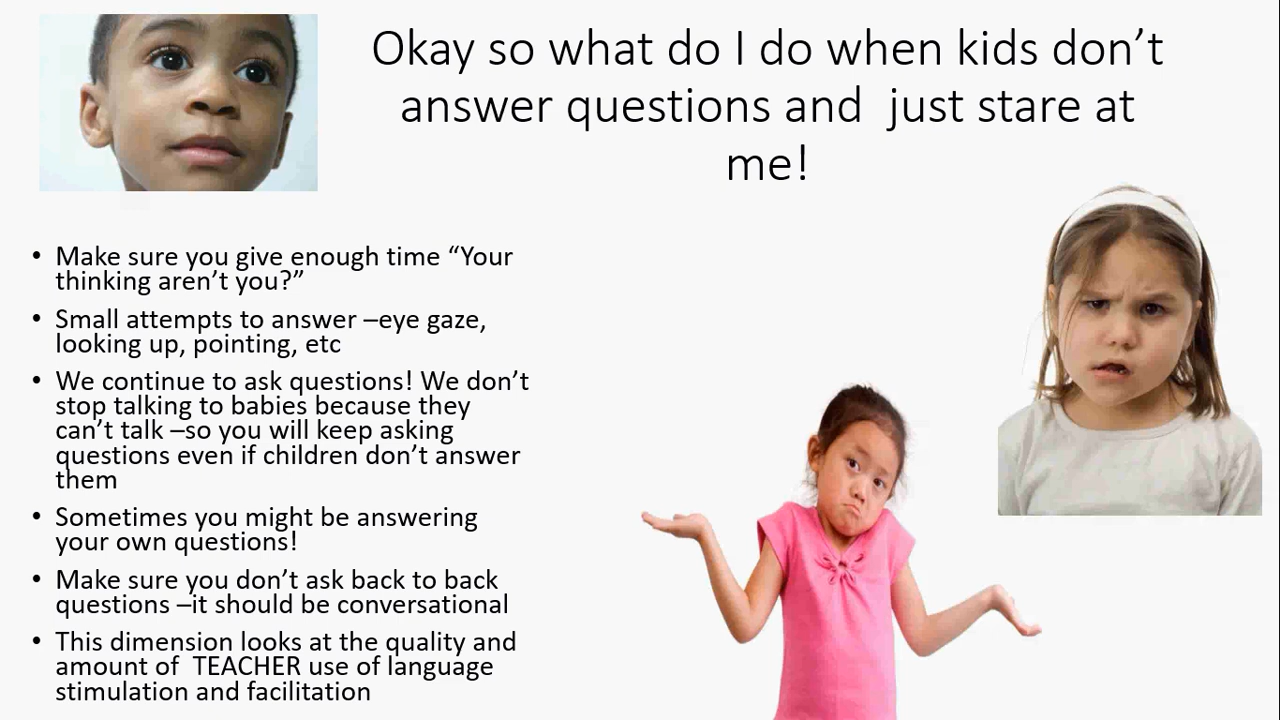 Okay so what do I do when kids don’t
answer questions and  just stare at
me!
• Make sure you give enough time “Your
thinking aren’t you?”
• Small attempts to answer –eye gaze,
looking up, pointing, etc
• We continue to ask questions! We don’t
stop talking to babies because they
can’t talk –so you will keep asking
questions even if children don’t answer
them
• Sometimes you might be answering
your own questions!
• Make sure you don’t ask back to back
questions –it should be conversational
• This dimension looks at the quality and
amount of  TEACHER use of language
stimulation and facilitation